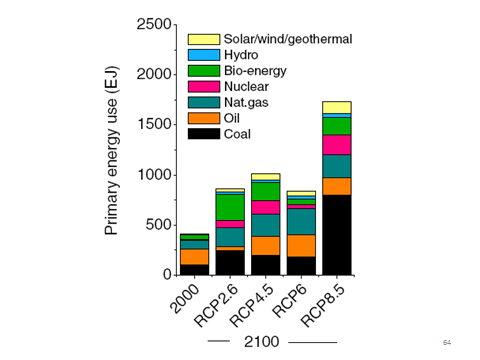 Primary energy use (EJ)
2500
2000
1500
1000
500
0
Solar/wind/geothermal
Hydro
Bio-energy
Nuclear
Nat.gas
Oil
Coal
2000
RCP2.6
RCP4.5
RCP6
RCP8.5
2100
64